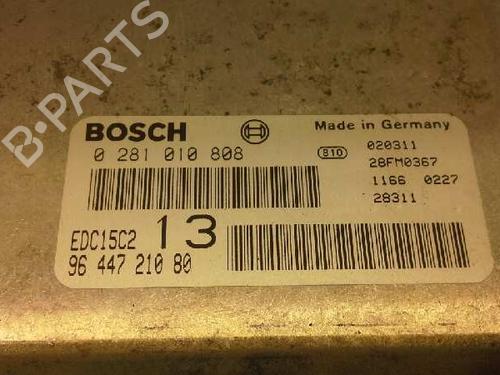 B-PARTS
BOSCH
Made in Germany
0 281 010 808
810
020311
28FM0367
1166 0227
28311
EDC15C2
13
96 447 210 80